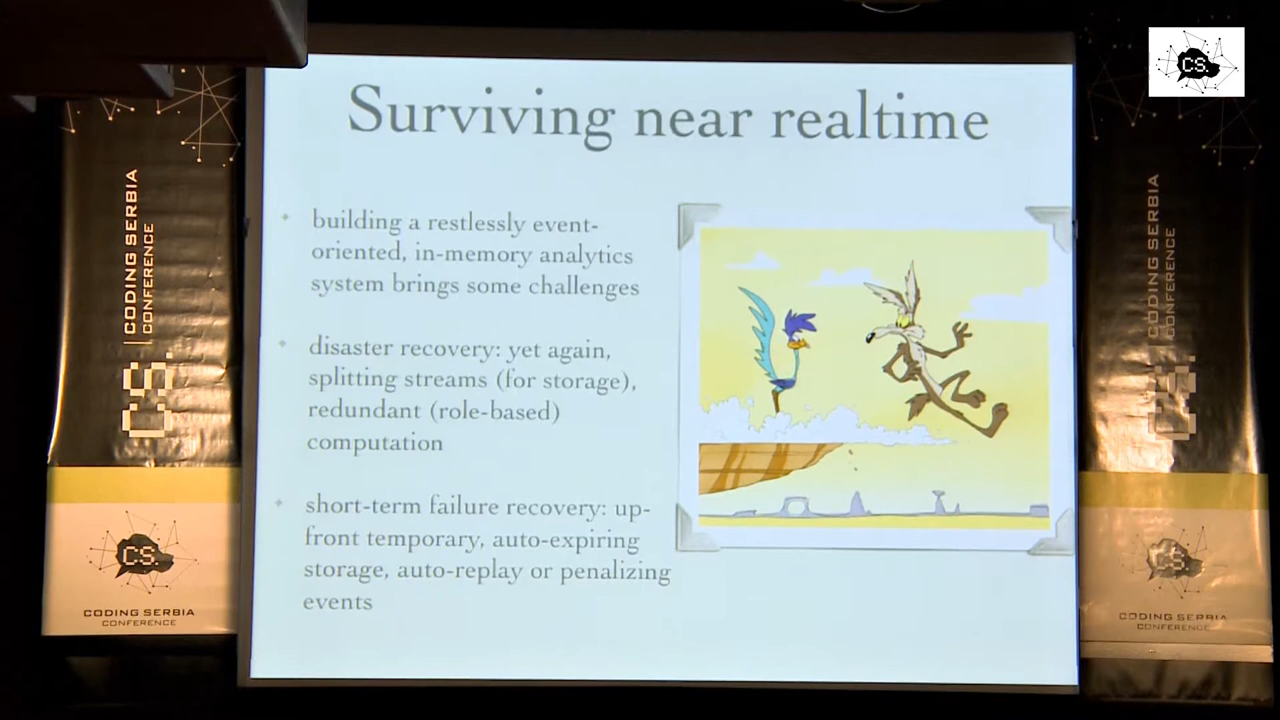 Surviving near realtime
building a restlessly event-
oriented, in-memory analytics
system brings some challenges
disaster recovery: yet again,
splitting streams (for storage),
redundant (role-based)
computation
short-term failure recovery: up-
front temporary, auto-expiring
storage, auto-replay or penalizing
events
CS.
CS. | CODING SERBIA
CONFERENCE
CS.
CODING SERBIA
CONFERENCE
CS. | CODING SERBIA
CONFERENCE
CS.
CODING SERBIA
CONFERENCE